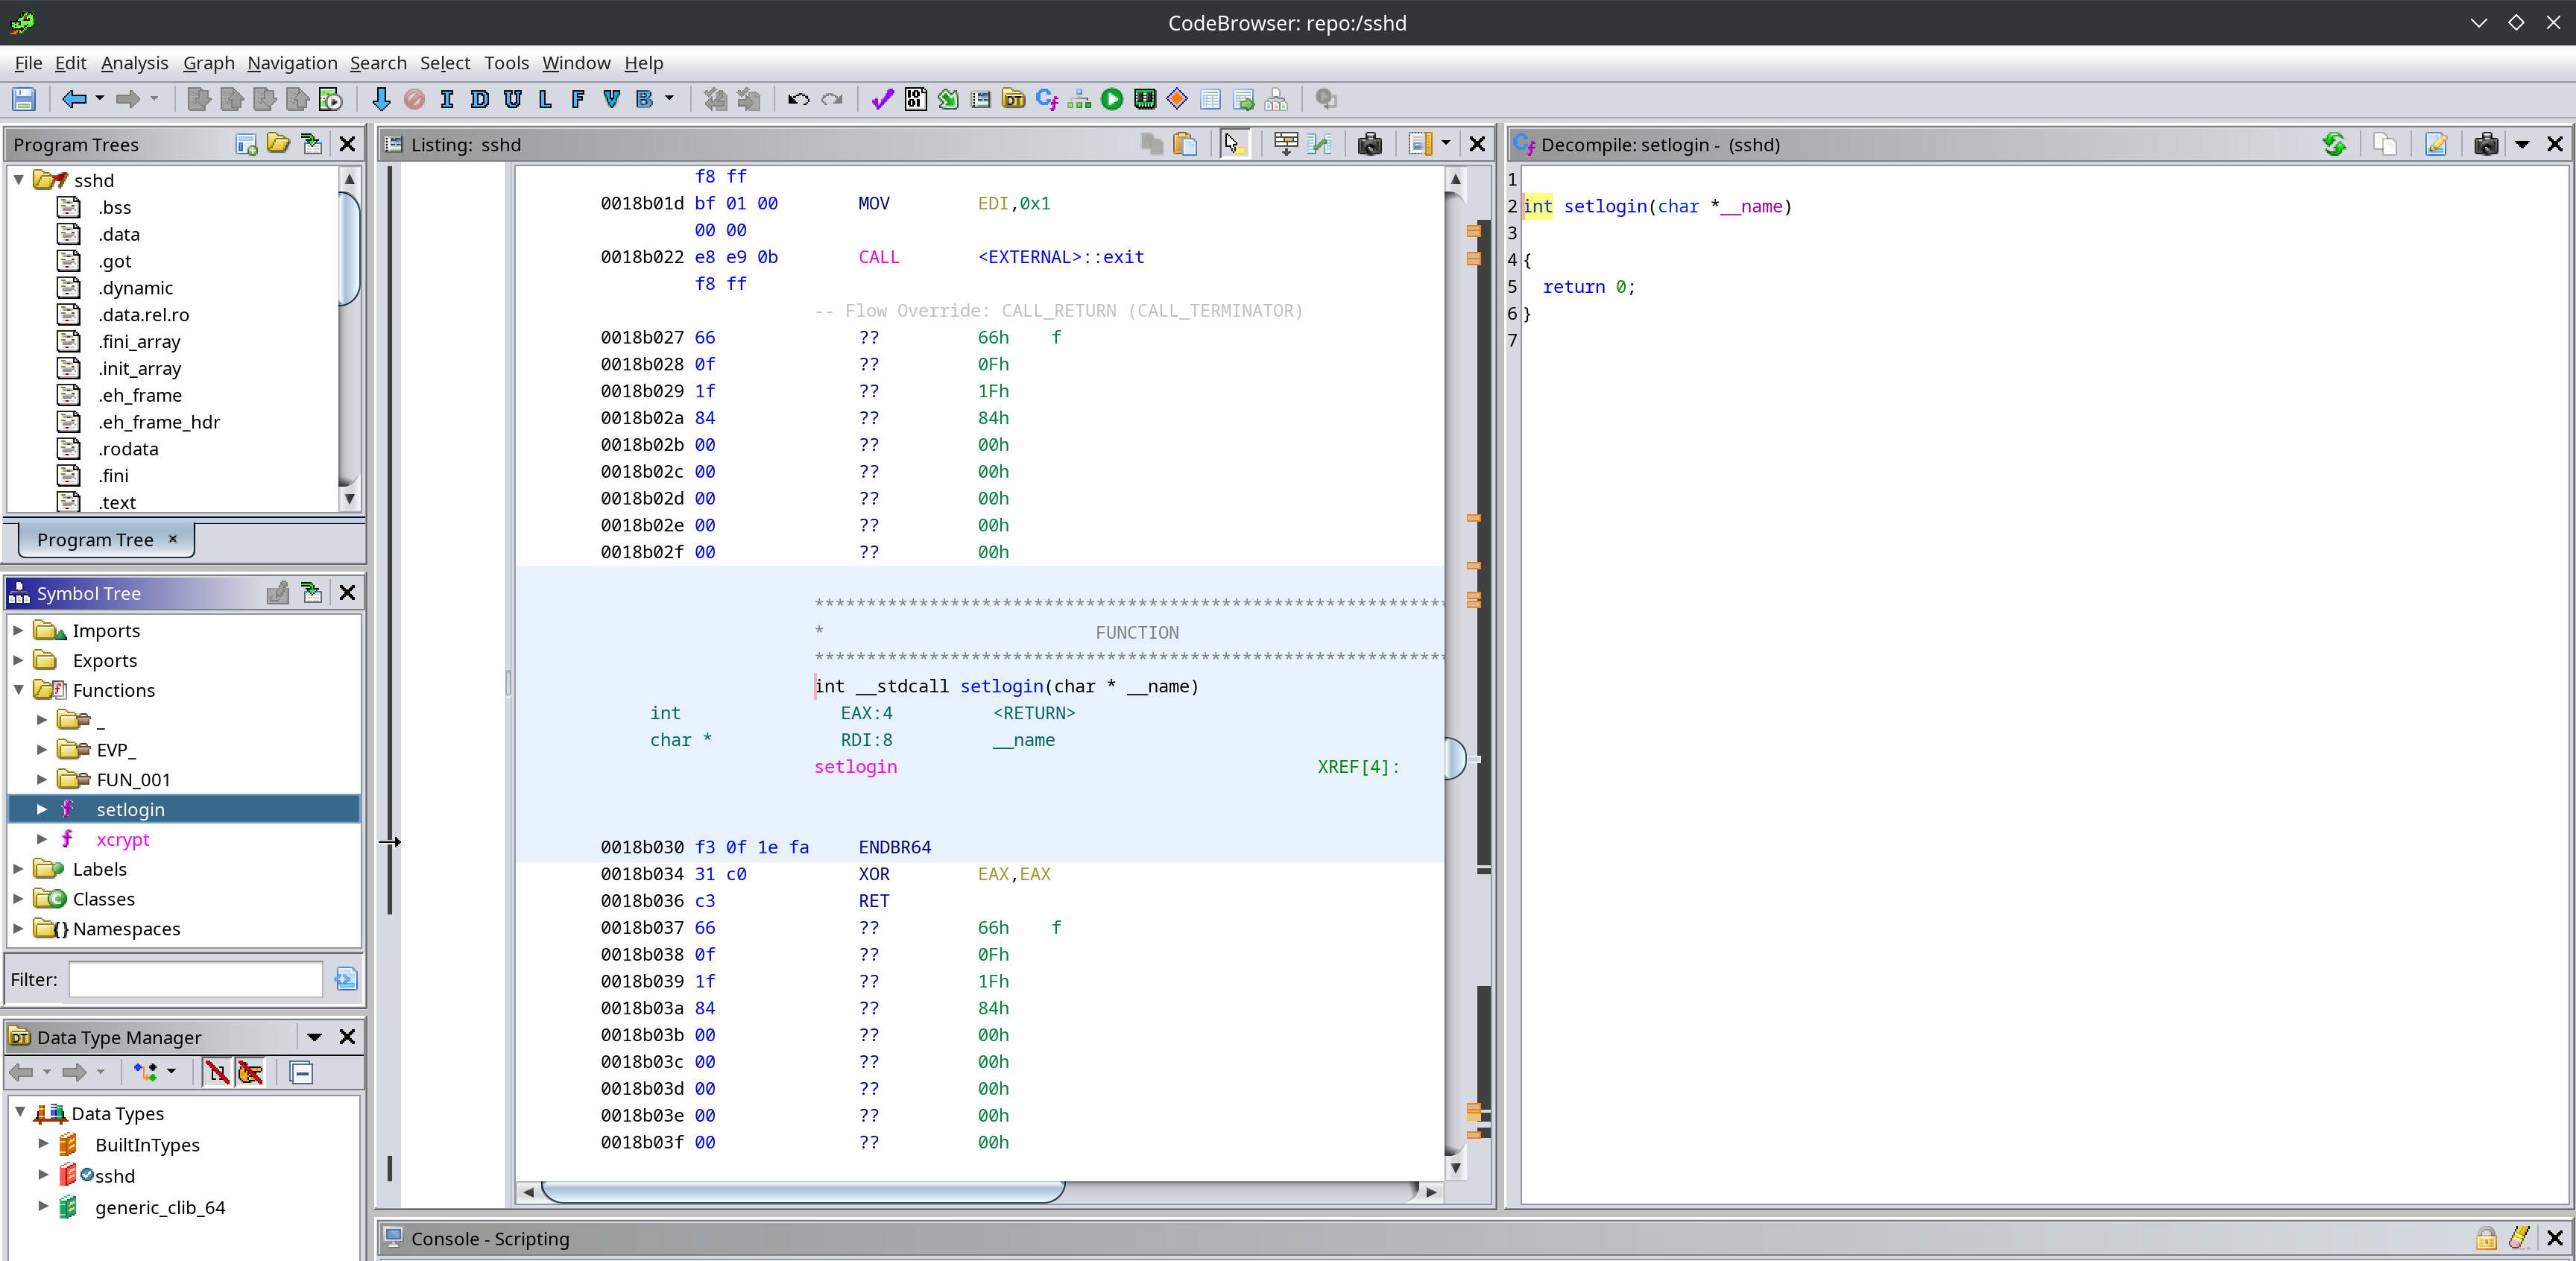 CodeBrowser: repo:/sshd
File Edit Analysis Graph Navigation Search Select Tools Window Help
I D U L F V B
Program Trees
sshd
.bss
.data
.got
.dynamic
.data.rel.ro
.fini_array
.init_array
.eh_frame
.eh_frame_hdr
.rodata
.fini
.text
Program Tree ×
Symbol Tree
Imports
Exports
Functions
_
EVP_
FUN_001
f setlogin
f xcrypt
Labels
Classes
Namespaces
Filter:
Data Type Manager
Data Types
BuiltInTypes
sshd
generic_clib_64
Listing: sshd
f8 ff
0018b01d bf 01 00 MOV EDI,0x1
00 00
0018b022 e8 e9 0b CALL <EXTERNAL>::exit
f8 ff
-- Flow Override: CALL_RETURN (CALL_TERMINATOR)
0018b027 66 ?? 66h f
0018b028 0f ?? 0Fh
0018b029 1f ?? 1Fh
0018b02a 84 ?? 84h
0018b02b 00 ?? 00h
0018b02c 00 ?? 00h
0018b02d 00 ?? 00h
0018b02e 00 ?? 00h
0018b02f 00 ?? 00h
*************************************************************
* FUNCTION
*************************************************************
int __stdcall setlogin(char * __name)
int EAX:4 <RETURN>
char * RDI:8 __name
setlogin XREF[4]:
0018b030 f3 0f 1e fa ENDBR64
0018b034 31 c0 XOR EAX,EAX
0018b036 c3 RET
0018b037 66 ?? 66h f
0018b038 0f ?? 0Fh
0018b039 1f ?? 1Fh
0018b03a 84 ?? 84h
0018b03b 00 ?? 00h
0018b03c 00 ?? 00h
0018b03d 00 ?? 00h
0018b03e 00 ?? 00h
0018b03f 00 ?? 00h
Decompile: setlogin - (sshd)
1
2 int setlogin(char *__name)
3
4 {
5 return 0;
6 }
7
Console - Scripting